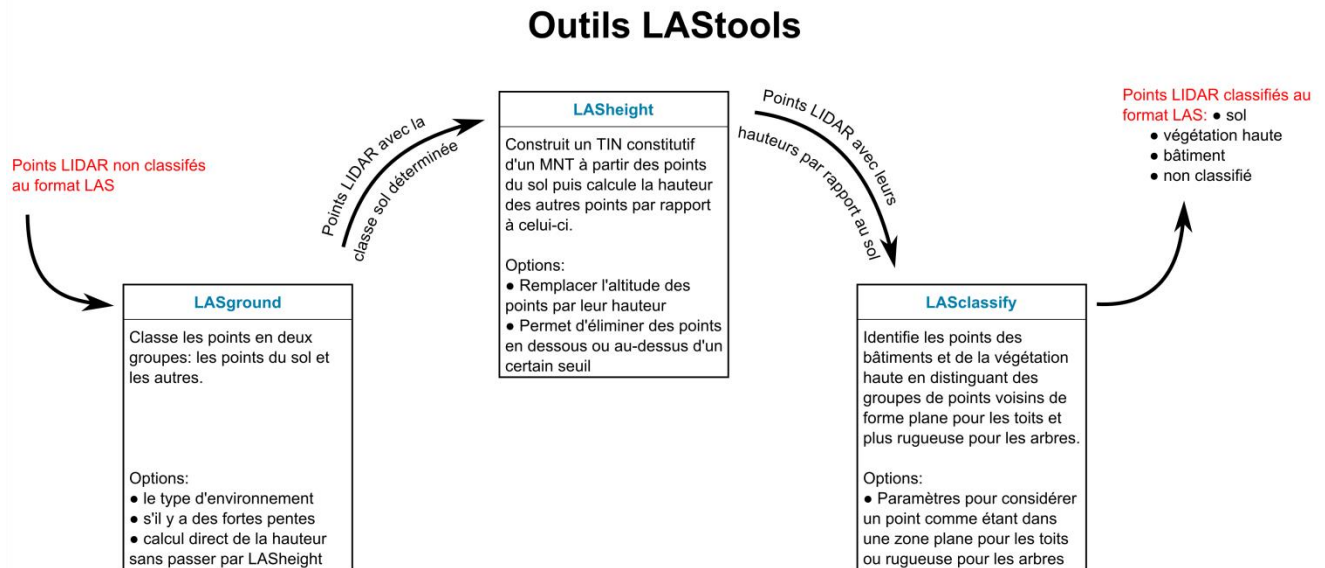 Outils LAStools
Points LIDAR non classifés
au format LAS
LASground
Classe les points en deux
groupes: les points du sol et
les autres.
Options:
● le type d'environnement
● s'il y a des fortes pentes
● calcul direct de la hauteur
sans passer par LASheight
Points LIDAR avec la
classe sol déterminée
LASheight
Construit un TIN constitutif
d'un MNT à partir des points
du sol puis calcule la hauteur
des autres points par rapport
à celui-ci.
Options:
● Remplacer l'altitude des
points par leur hauteur
● Permet d'éliminer des points
en dessous ou au-dessus d'un
certain seuil
Points LIDAR avec leurs
hauteurs par rapport au sol
LASclassify
Identifie les points des
bâtiments et de la végétation
haute en distinguant des
groupes de points voisins de
forme plane pour les toits et
plus rugueuse pour les arbres.
Options:
● Paramètres pour considérer
un point comme étant dans
une zone plane pour les toits
ou rugueuse pour les arbres
Points LIDAR classifiés au
format LAS: ● sol
● végétation haute
● bâtiment
● non classifié